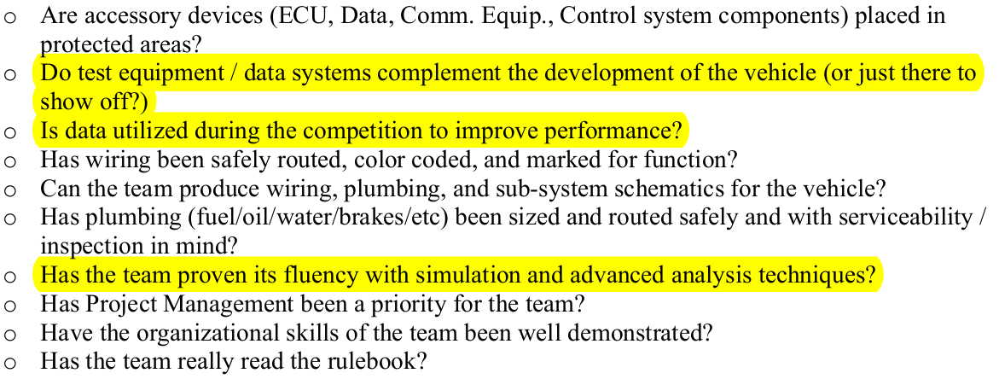 o Are accessory devices (ECU, Data, Comm. Equip., Control system components) placed in
protected areas?
o Do test equipment / data systems complement the development of the vehicle (or just there to
show off?)
o Is data utilized during the competition to improve performance?
o Has wiring been safely routed, color coded, and marked for function?
o Can the team produce wiring, plumbing, and sub-system schematics for the vehicle?
o Has plumbing (fuel/oil/water/brakes/etc) been sized and routed safely and with serviceability /
inspection in mind?
o Has the team proven its fluency with simulation and advanced analysis techniques?
o Has Project Management been a priority for the team?
o Have the organizational skills of the team been well demonstrated?
o Has the team really read the rulebook?